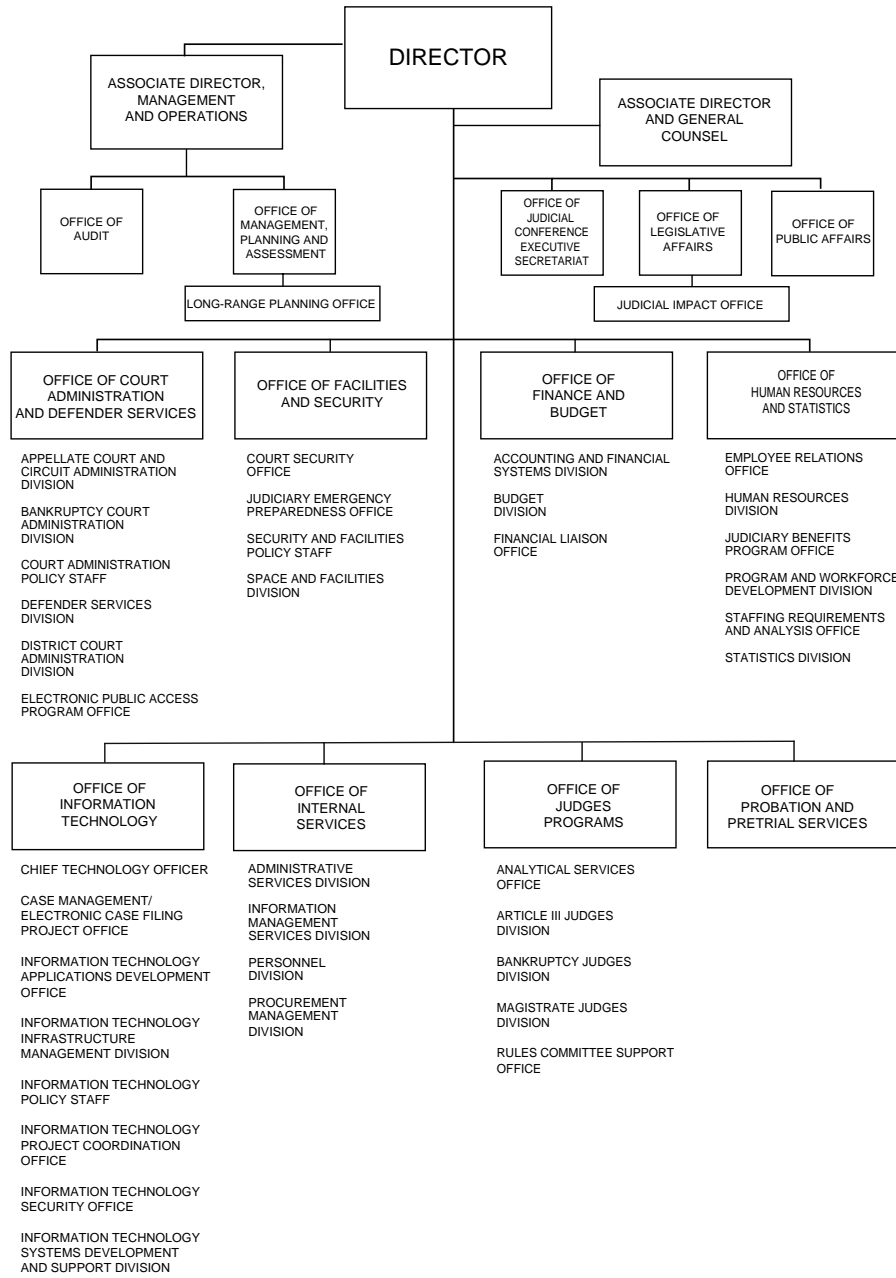 DIRECTOR
ASSOCIATE DIRECTOR,
MANAGEMENT
AND OPERATIONS
ASSOCIATE DIRECTOR
AND GENERAL
COUNSEL
OFFICE OF
AUDIT
OFFICE OF
MANAGEMENT,
PLANNING AND
ASSESSMENT
LONG-RANGE PLANNING OFFICE
OFFICE OF
JUDICIAL
CONFERENCE
EXECUTIVE
SECRETARIAT
OFFICE OF
LEGISLATIVE
AFFAIRS
OFFICE OF
PUBLIC AFFAIRS
JUDICIAL IMPACT OFFICE
OFFICE OF COURT
ADMINISTRATION
AND DEFENDER SERVICES
APPELLATE COURT AND
CIRCUIT ADMINISTRATION
DIVISION
BANKRUPTCY COURT
ADMINISTRATION
DIVISION
COURT ADMINISTRATION
POLICY STAFF
DEFENDER SERVICES
DIVISION
DISTRICT COURT
ADMINISTRATION
DIVISION
ELECTRONIC PUBLIC ACCESS
PROGRAM OFFICE
OFFICE OF FACILITIES
AND SECURITY
COURT SECURITY
OFFICE
JUDICIARY EMERGENCY
PREPAREDNESS OFFICE
SECURITY AND FACILITIES
POLICY STAFF
SPACE AND FACILITIES
DIVISION
OFFICE OF
FINANCE AND
BUDGET
ACCOUNTING AND FINANCIAL
SYSTEMS DIVISION
BUDGET
DIVISION
FINANCIAL LIAISON
OFFICE
OFFICE OF
HUMAN RESOURCES
AND STATISTICS
EMPLOYEE RELATIONS
OFFICE
HUMAN RESOURCES
DIVISION
JUDICIARY BENEFITS
PROGRAM OFFICE
PROGRAM AND WORKFORCE
DEVELOPMENT DIVISION
STAFFING REQUIREMENTS
AND ANALYSIS OFFICE
STATISTICS DIVISION
OFFICE OF
INFORMATION
TECHNOLOGY
CHIEF TECHNOLOGY OFFICER
CASE MANAGEMENT/
ELECTRONIC CASE FILING
PROJECT OFFICE
INFORMATION TECHNOLOGY
APPLICATIONS DEVELOPMENT
OFFICE
INFORMATION TECHNOLOGY
INFRASTRUCTURE
MANAGEMENT DIVISION
INFORMATION TECHNOLOGY
POLICY STAFF
INFORMATION TECHNOLOGY
PROJECT COORDINATION
OFFICE
INFORMATION TECHNOLOGY
SECURITY OFFICE
INFORMATION TECHNOLOGY
SYSTEMS DEVELOPMENT
AND SUPPORT DIVISION
OFFICE OF
INTERNAL
SERVICES
ADMINISTRATIVE
SERVICES DIVISION
INFORMATION
MANAGEMENT
SERVICES DIVISION
PERSONNEL
DIVISION
PROCUREMENT
MANAGEMENT
DIVISION
OFFICE OF
JUDGES
PROGRAMS
ANALYTICAL SERVICES
OFFICE
ARTICLE III JUDGES
DIVISION
BANKRUPTCY JUDGES
DIVISION
MAGISTRATE JUDGES
DIVISION
RULES COMMITTEE SUPPORT
OFFICE
OFFICE OF
PROBATION AND
PRETRIAL SERVICES